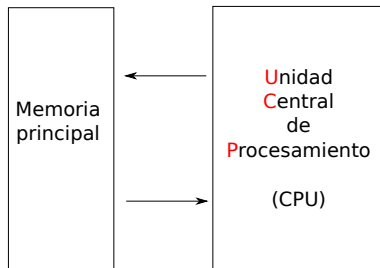 Memoria
principal
Unidad
Central
de
Procesamiento
(CPU)